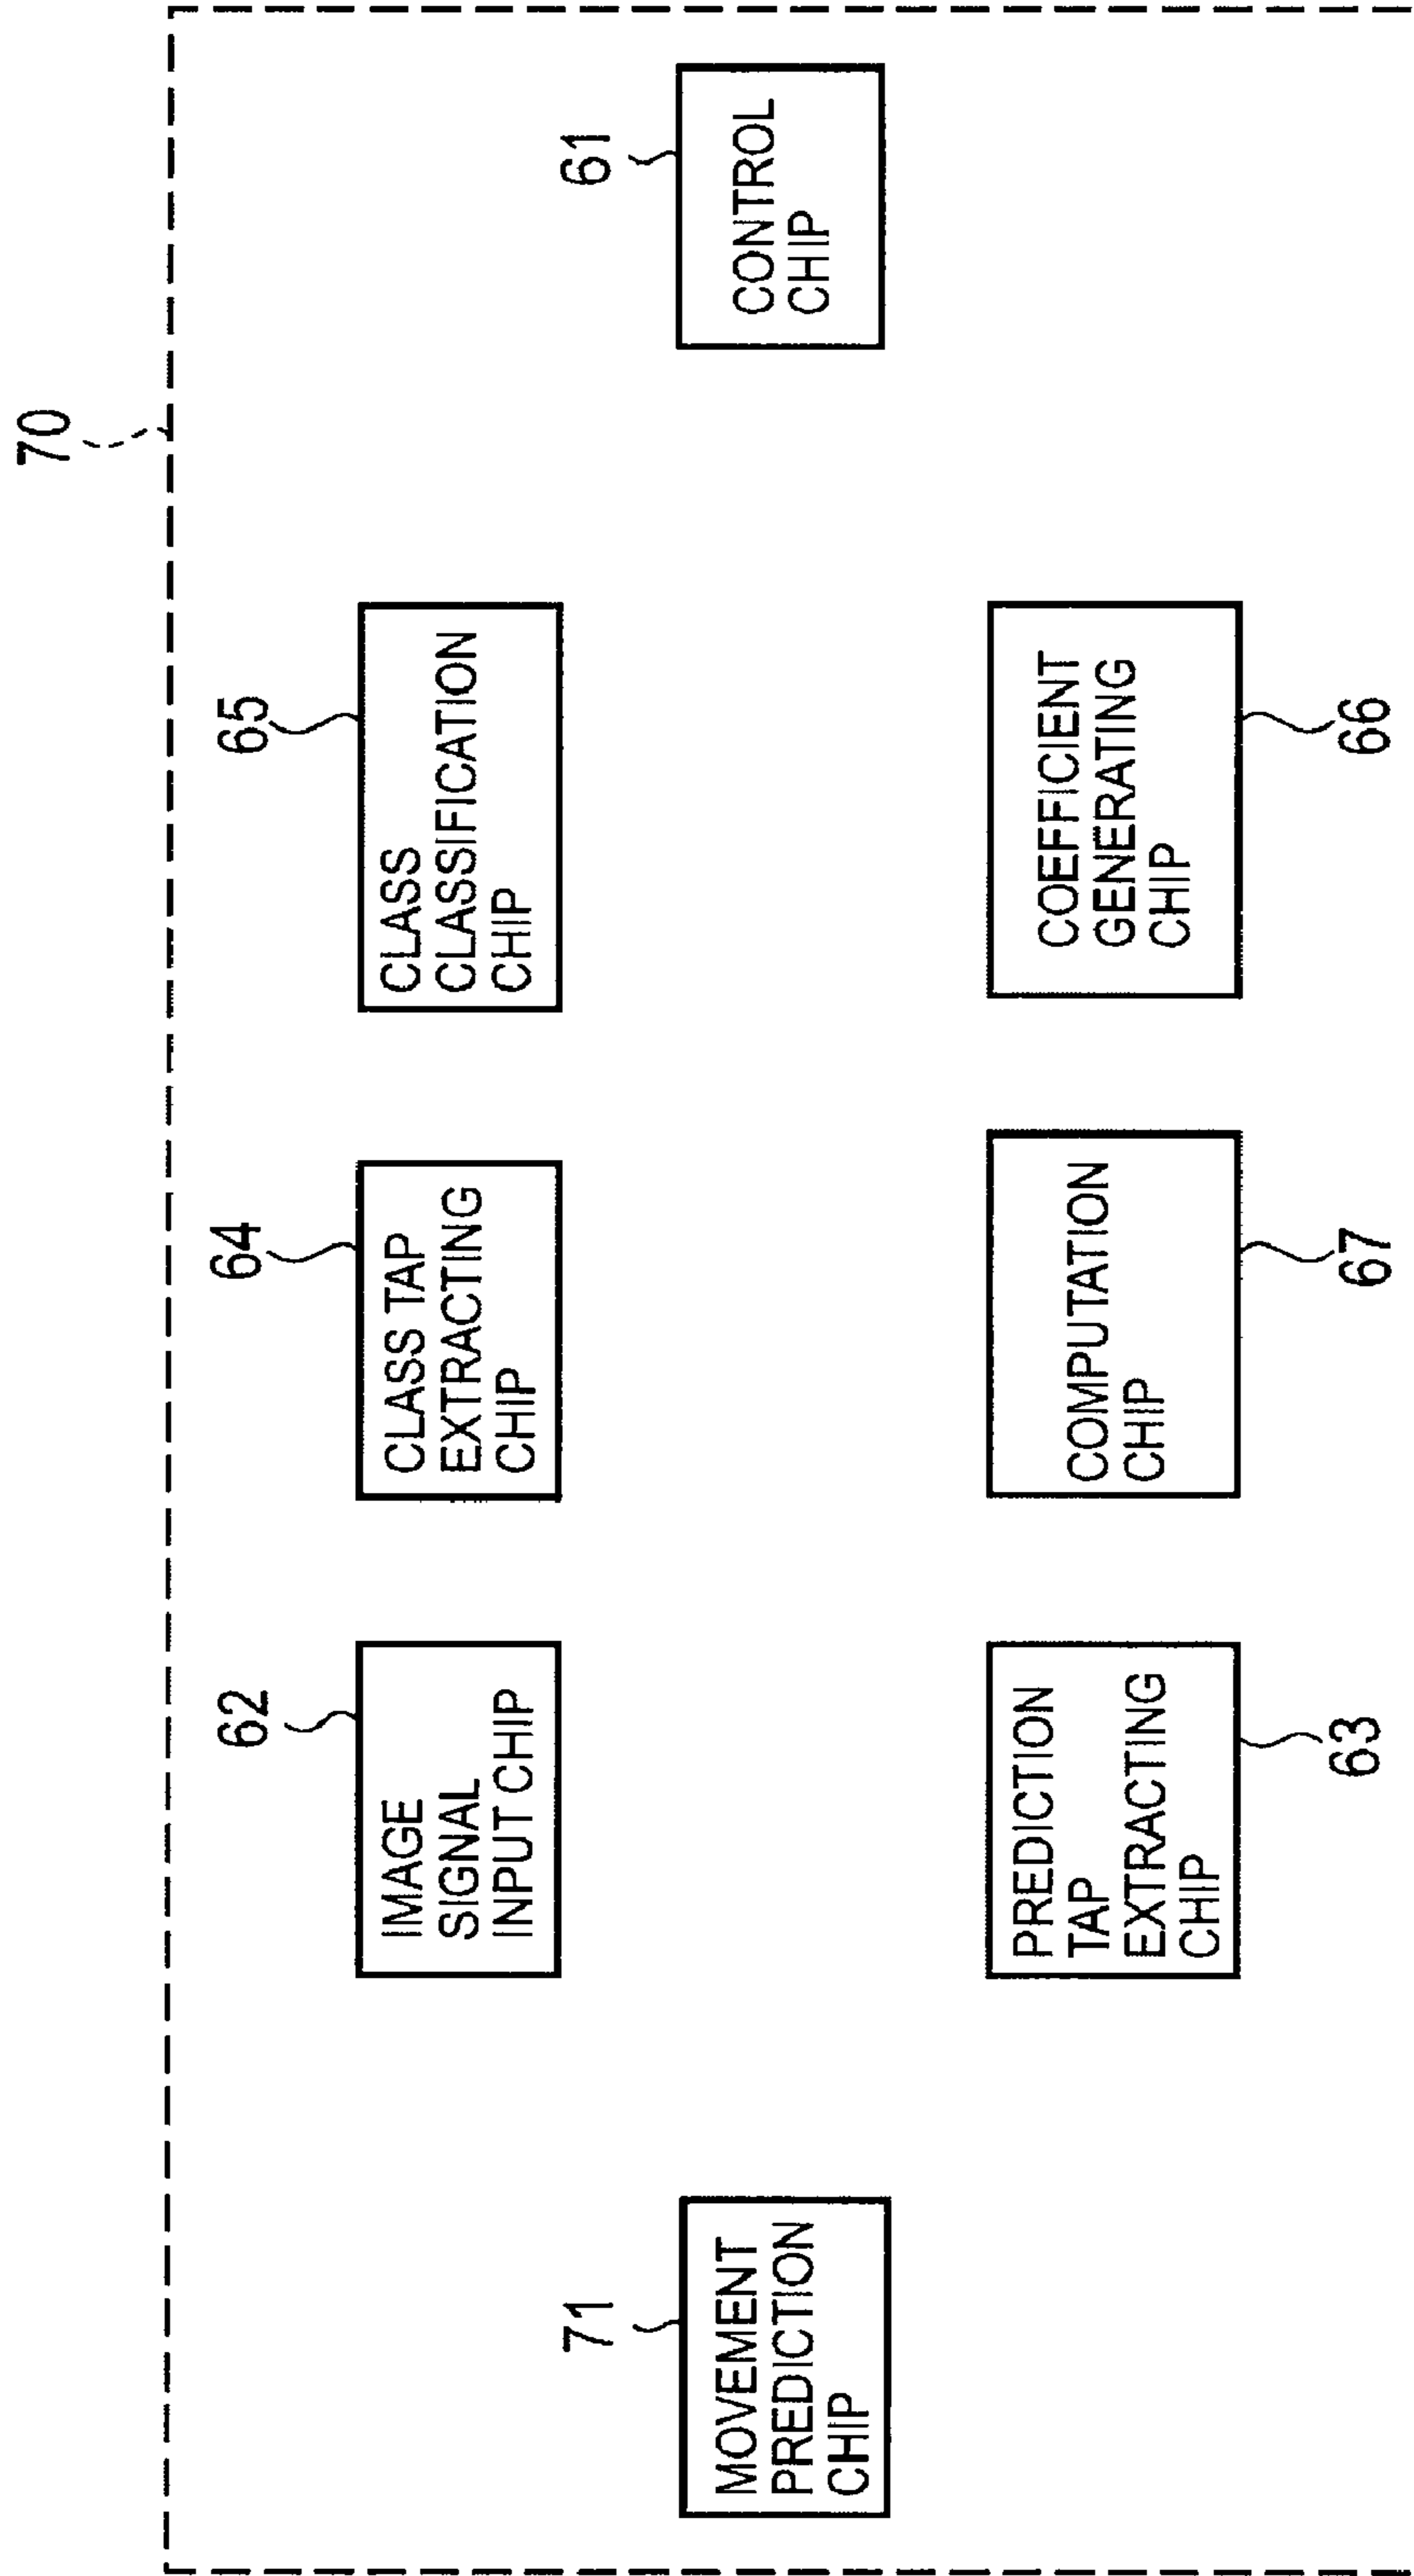 70
65
CLASS
CLASSIFICATION
CHIP
64
CLASS TAP
EXTRACTING
CHIP
62
IMAGE
SIGNAL
INPUT CHIP
61
CONTROL
CHIP
71
MOVEMENT
PREDICTION
CHIP
COEFFICIENT
GENERATING
CHIP
66
COMPUTATION
CHIP
67
PREDICTION
TAP
EXTRACTING
CHIP
63